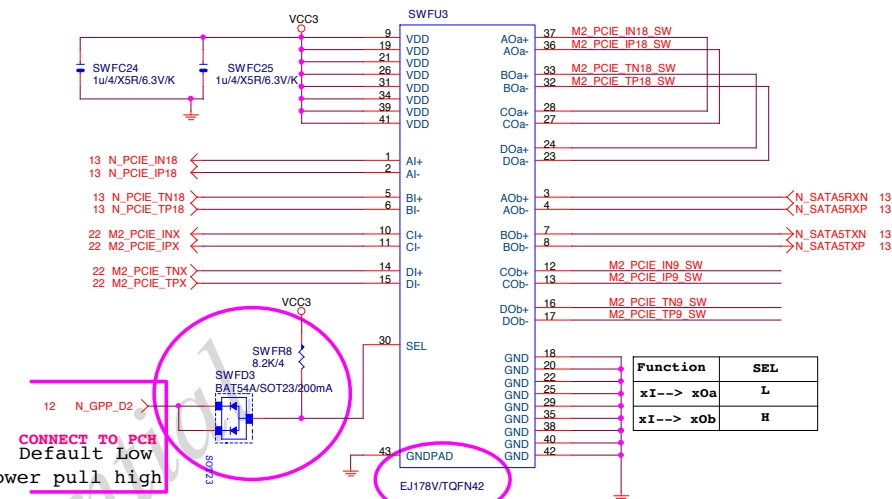 SWFU3
VCC3
SWFC24
1u/4/X5R/6.3V/K
SWFC25
1u/4/X5R/6.3V/K
9 VDD
19 VDD
21 VDD
26 VDD
31 VDD
34 VDD
39 VDD
41 VDD
13 N_PCIE_IN18 1 AI+
13 N_PCIE_IP18 2 AI-
13 N_PCIE_TN18 5 BI+
13 N_PCIE_TP18 6 BI-
22 M2_PCIE_INX 10 CI+
22 M2_PCIE_IPX 11 CI-
22 M2_PCIE_TNX 14 DI+
22 M2_PCIE_TPX 15 DI-
AOa+ 37 M2_PCIE_IN18_SW
AOa- 36 M2_PCIE_IP18_SW
BOa+ 33 M2_PCIE_TN18_SW
BOa- 32 M2_PCIE_TP18_SW
COa+ 28
COa- 27
DOa+ 24
DOa- 23
AOb+ 3 N_SATA5RXN 13
AOb- 4 N_SATA5RXP 13
BOb+ 7 N_SATA5TXN 13
BOb- 8 N_SATA5TXP 13
COb+ 12 M2_PCIE_IN9_SW
COb- 13 M2_PCIE_IP9_SW
DOb+ 16 M2_PCIE_TN9_SW
DOb- 17 M2_PCIE_TP9_SW
VCC3
SWFR8
8.2K/4
SWFD3
BAT54A/SOT23/200mA
SOT23
30 SEL
12 N_GPP_D2
CONNECT TO PCH
Default Low
ower pull high
43 GNDPAD
EJ178V/TQFN42
GND 18
GND 20
GND 22
GND 25
GND 29
GND 35
GND 38
GND 40
GND 42
Function SEL
xI--> xOa L
xI--> xOb H
ential